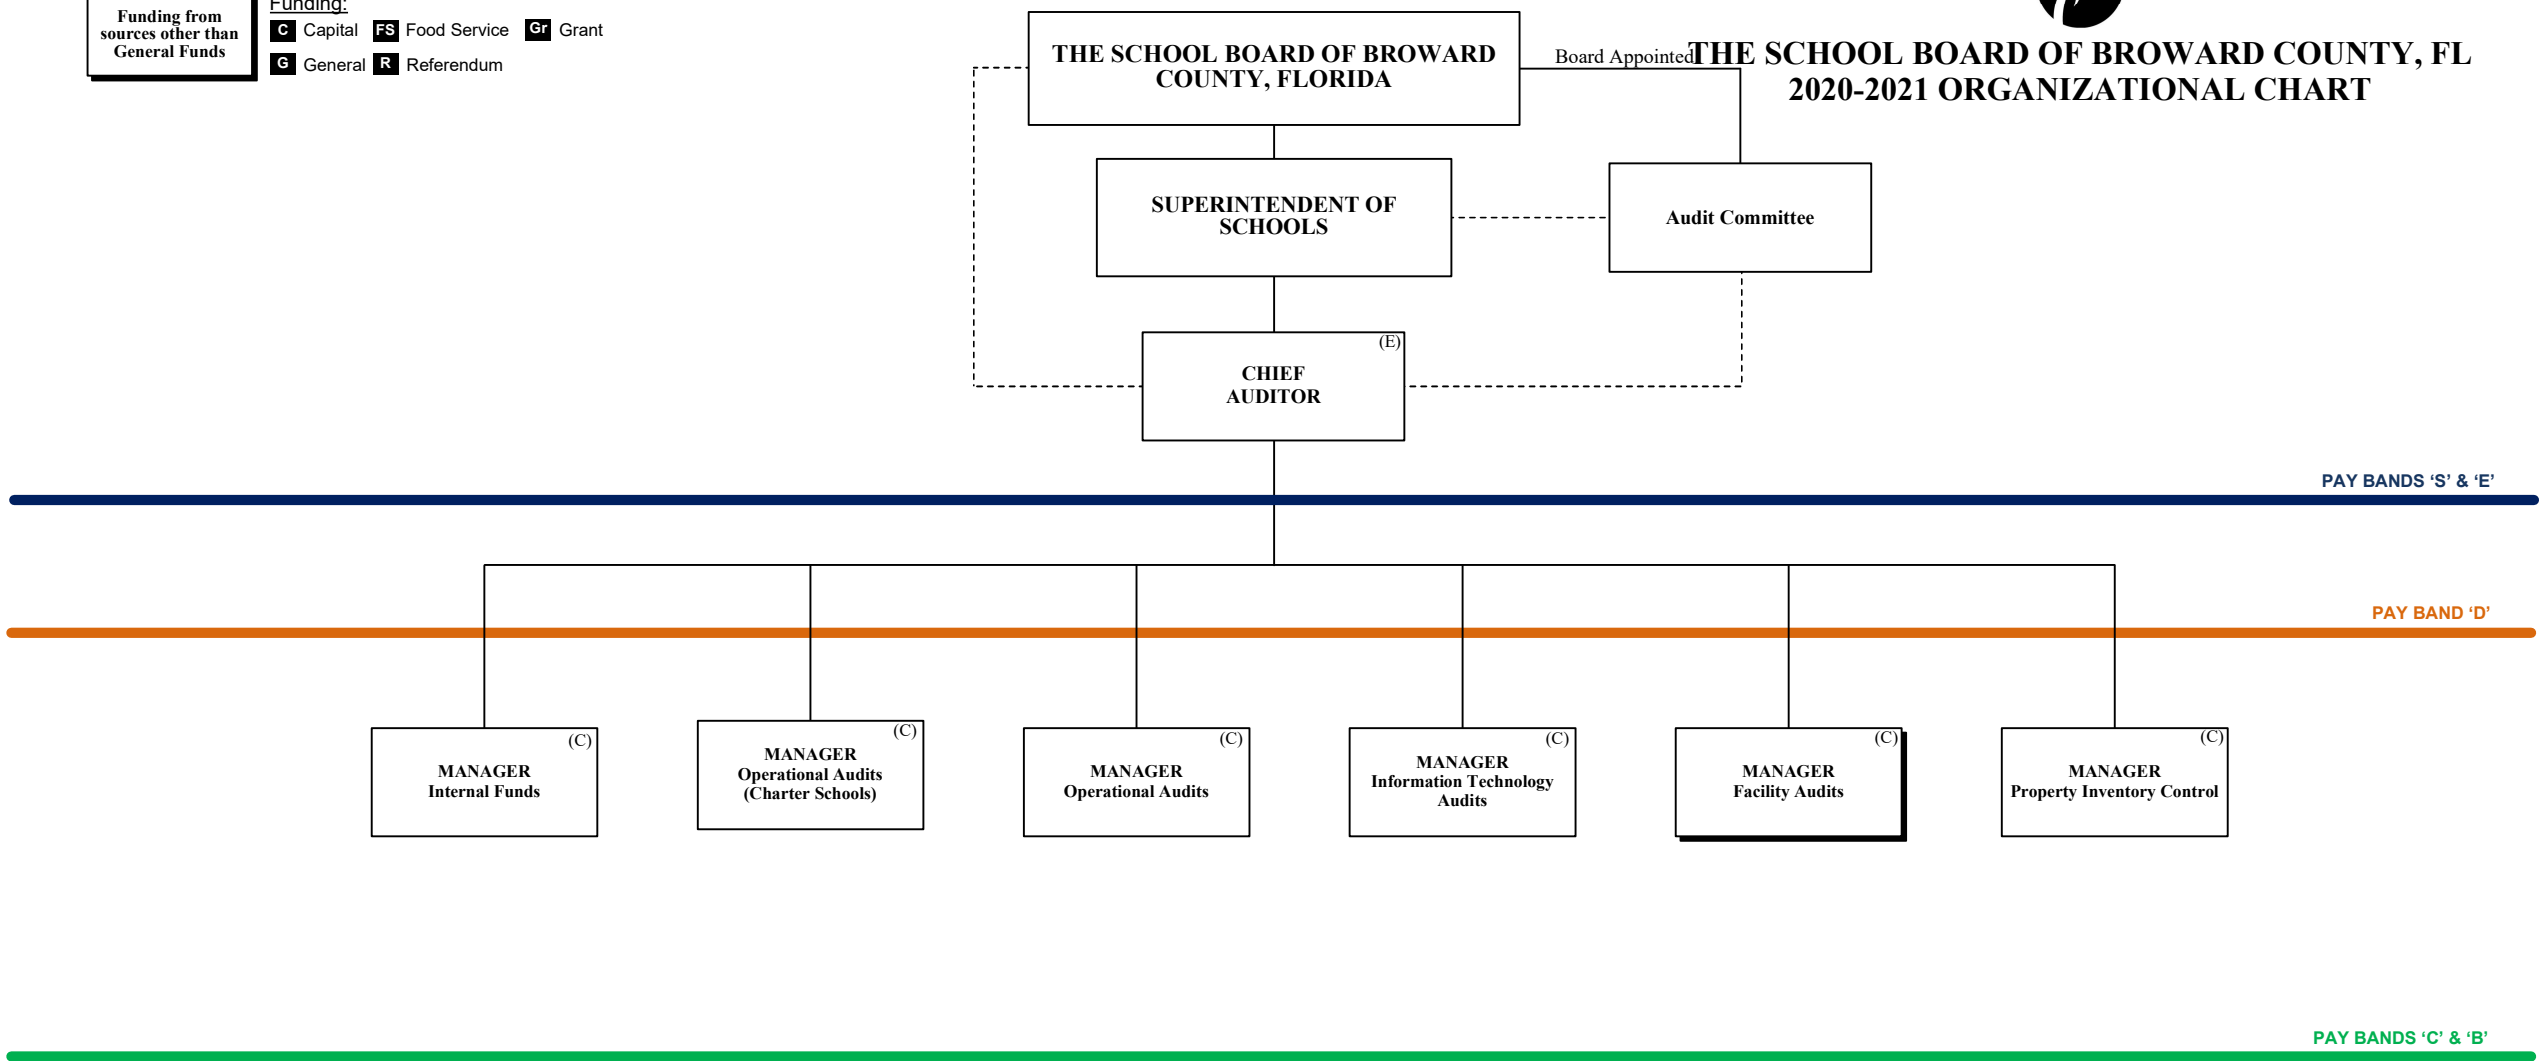 Funding from
sources other than
General Funds
Funding:
C Capital FS Food Service Gr Grant
G General R Referendum
THE SCHOOL BOARD OF BROWARD
COUNTY, FLORIDA
Board Appointed
THE SCHOOL BOARD OF BROWARD COUNTY, FL
2020-2021 ORGANIZATIONAL CHART
SUPERINTENDENT OF
SCHOOLS
Audit Committee
(E)
CHIEF
AUDITOR
PAY BANDS ‘S’ & ‘E’
PAY BAND ‘D’
(C)
MANAGER
Internal Funds
(C)
MANAGER
Operational Audits
(Charter Schools)
(C)
MANAGER
Operational Audits
(C)
MANAGER
Information Technology
Audits
(C)
MANAGER
Facility Audits
(C)
MANAGER
Property Inventory Control
PAY BANDS ‘C’ & ‘B’